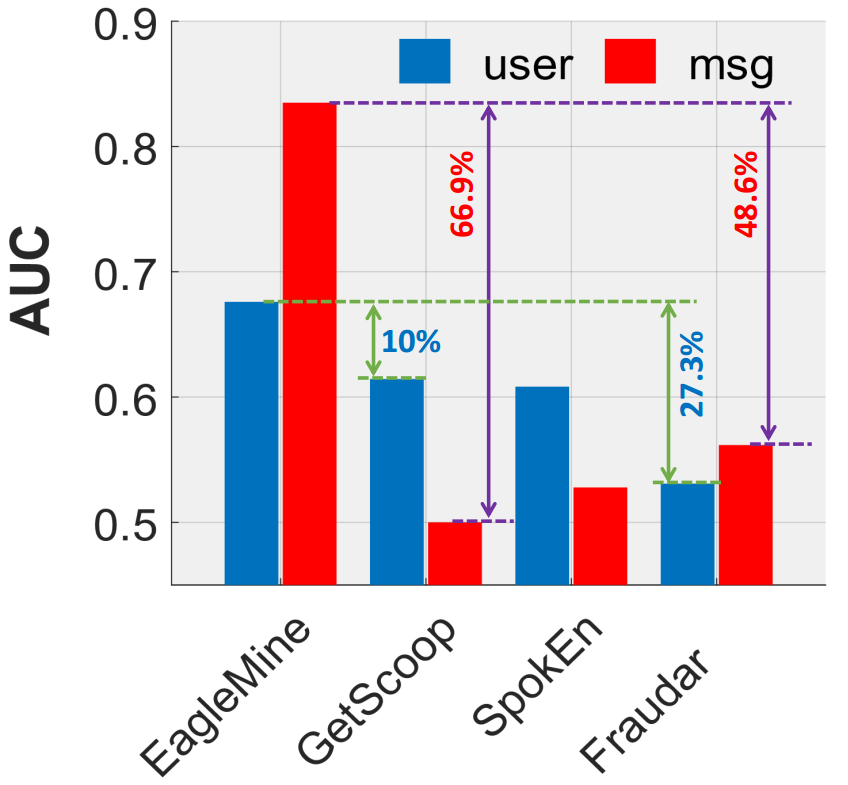 0.9
user msg
0.8
66.9%
48.6%
AUC
0.7
10%
27.3%
0.6
0.5
EagleMine
GetScoop
SpokEn
Fraudar